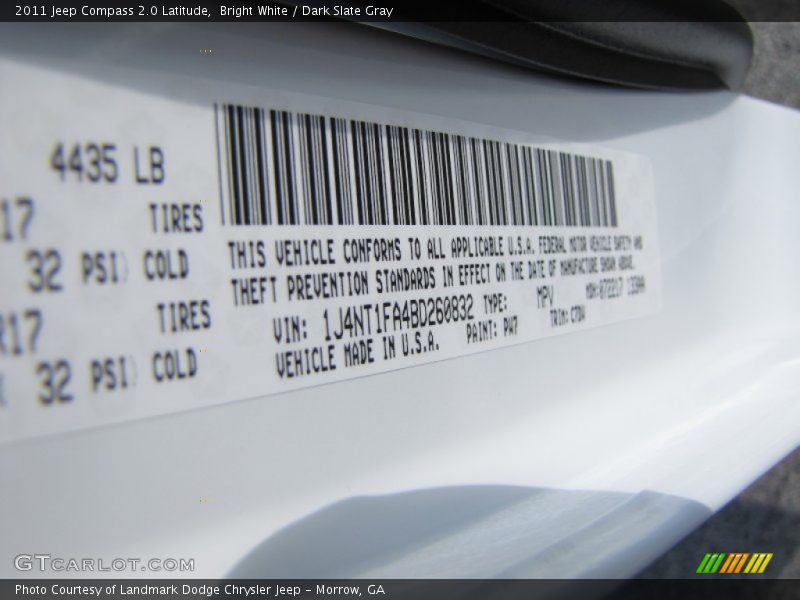 2011 Jeep Compass 2.0 Latitude,  Bright White / Dark Slate Gray
4435 LB
17 TIRES
32 PSI) COLD
R17 TIRES
32 PSI) COLD
THIS VEHICLE CONFORMS TO ALL APPLICABLE U.S.A. FEDERAL MOTOR VEHICLE SAFETY AND
THEFT PREVENTION STANDARDS IN EFFECT ON THE DATE OF MANUFACTURE SHOWN ABOVE.
VIN: 1J4NT1FA4BD260832 TYPE: MPV
VEHICLE MADE IN U.S.A. PAINT: PW7 TRIM:
GTCARLOT.COM
Photo Courtesy of Landmark Dodge Chrysler Jeep – Morrow, GA